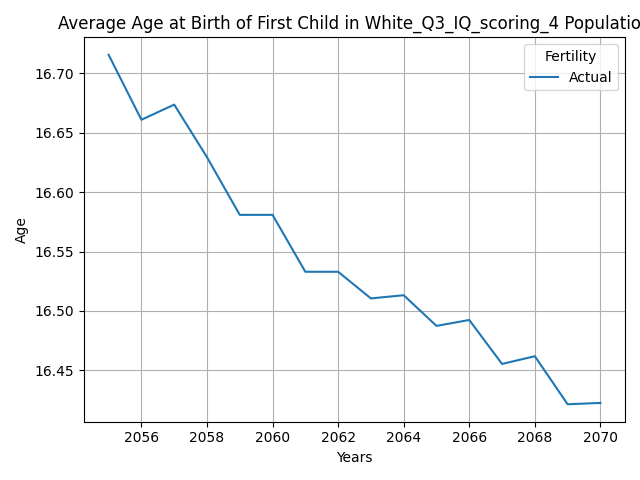 Average Age at Birth of First Child in White_Q3_IQ_scoring_4 Populatio
Fertility
Actual
16.70
16.65
16.60
16.55
16.50
16.45
Age
2056 2058 2060 2062 2064 2066 2068 2070
Years